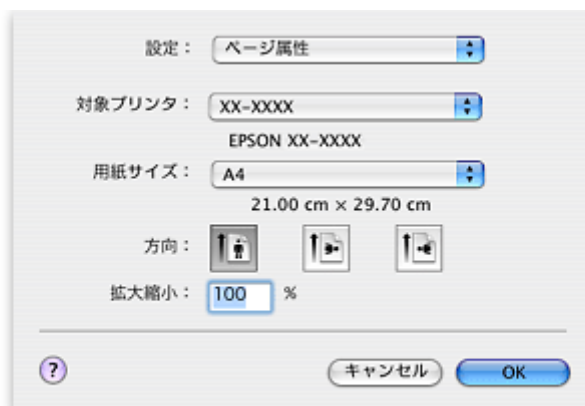 設定： ページ属性
対象プリンタ： XX-XXXX
EPSON XX-XXXX
用紙サイズ： A4
21.00 cm × 29.70 cm
方向：
拡大縮小： 100 %
? キャンセル OK